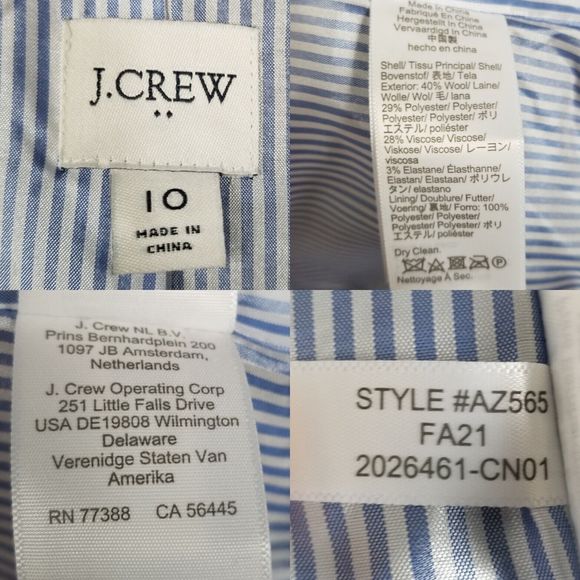 J.CREW
10
MADE IN
CHINA
Made in China
Fabriqué En Chine
Hergestellt In China
Vervaardigd In China
中国製
hecho en china
Shell/ Tissu Principal/ Shell/
Bovenstof/ 表地/ Tela
Exterior: 40% Wool/ Laine/
Wolle/ Wol/ 毛/ lana
29% Polyester/ Polyester/
Polyester/ Polyester/ ポリ
エステル/ poliéster
28% Viscose/ Viscose/
Viskose/ Viscose/ レーヨン/
viscosa
3% Elastane/ Élasthanne/
Elastan/ Elastaan/ ポリウレ
タン/ elastano
Lining/ Doublure/ Futter/
Voering/ 裏地/ Forro: 100%
Polyester/ Polyester/
Polyester/ Polyester/ ポリ
エステル/ poliéster
Dry Clean.
Nettoyage À Sec.
J. Crew NL B.V.
Prins Bernhardplein 200
1097 JB Amsterdam,
Netherlands
J. Crew Operating Corp
251 Little Falls Drive
USA DE19808 Wilmington
Delaware
Verenidge Staten Van
Amerika
RN 77388 CA 56445
STYLE #AZ565
FA21
2026461-CN01